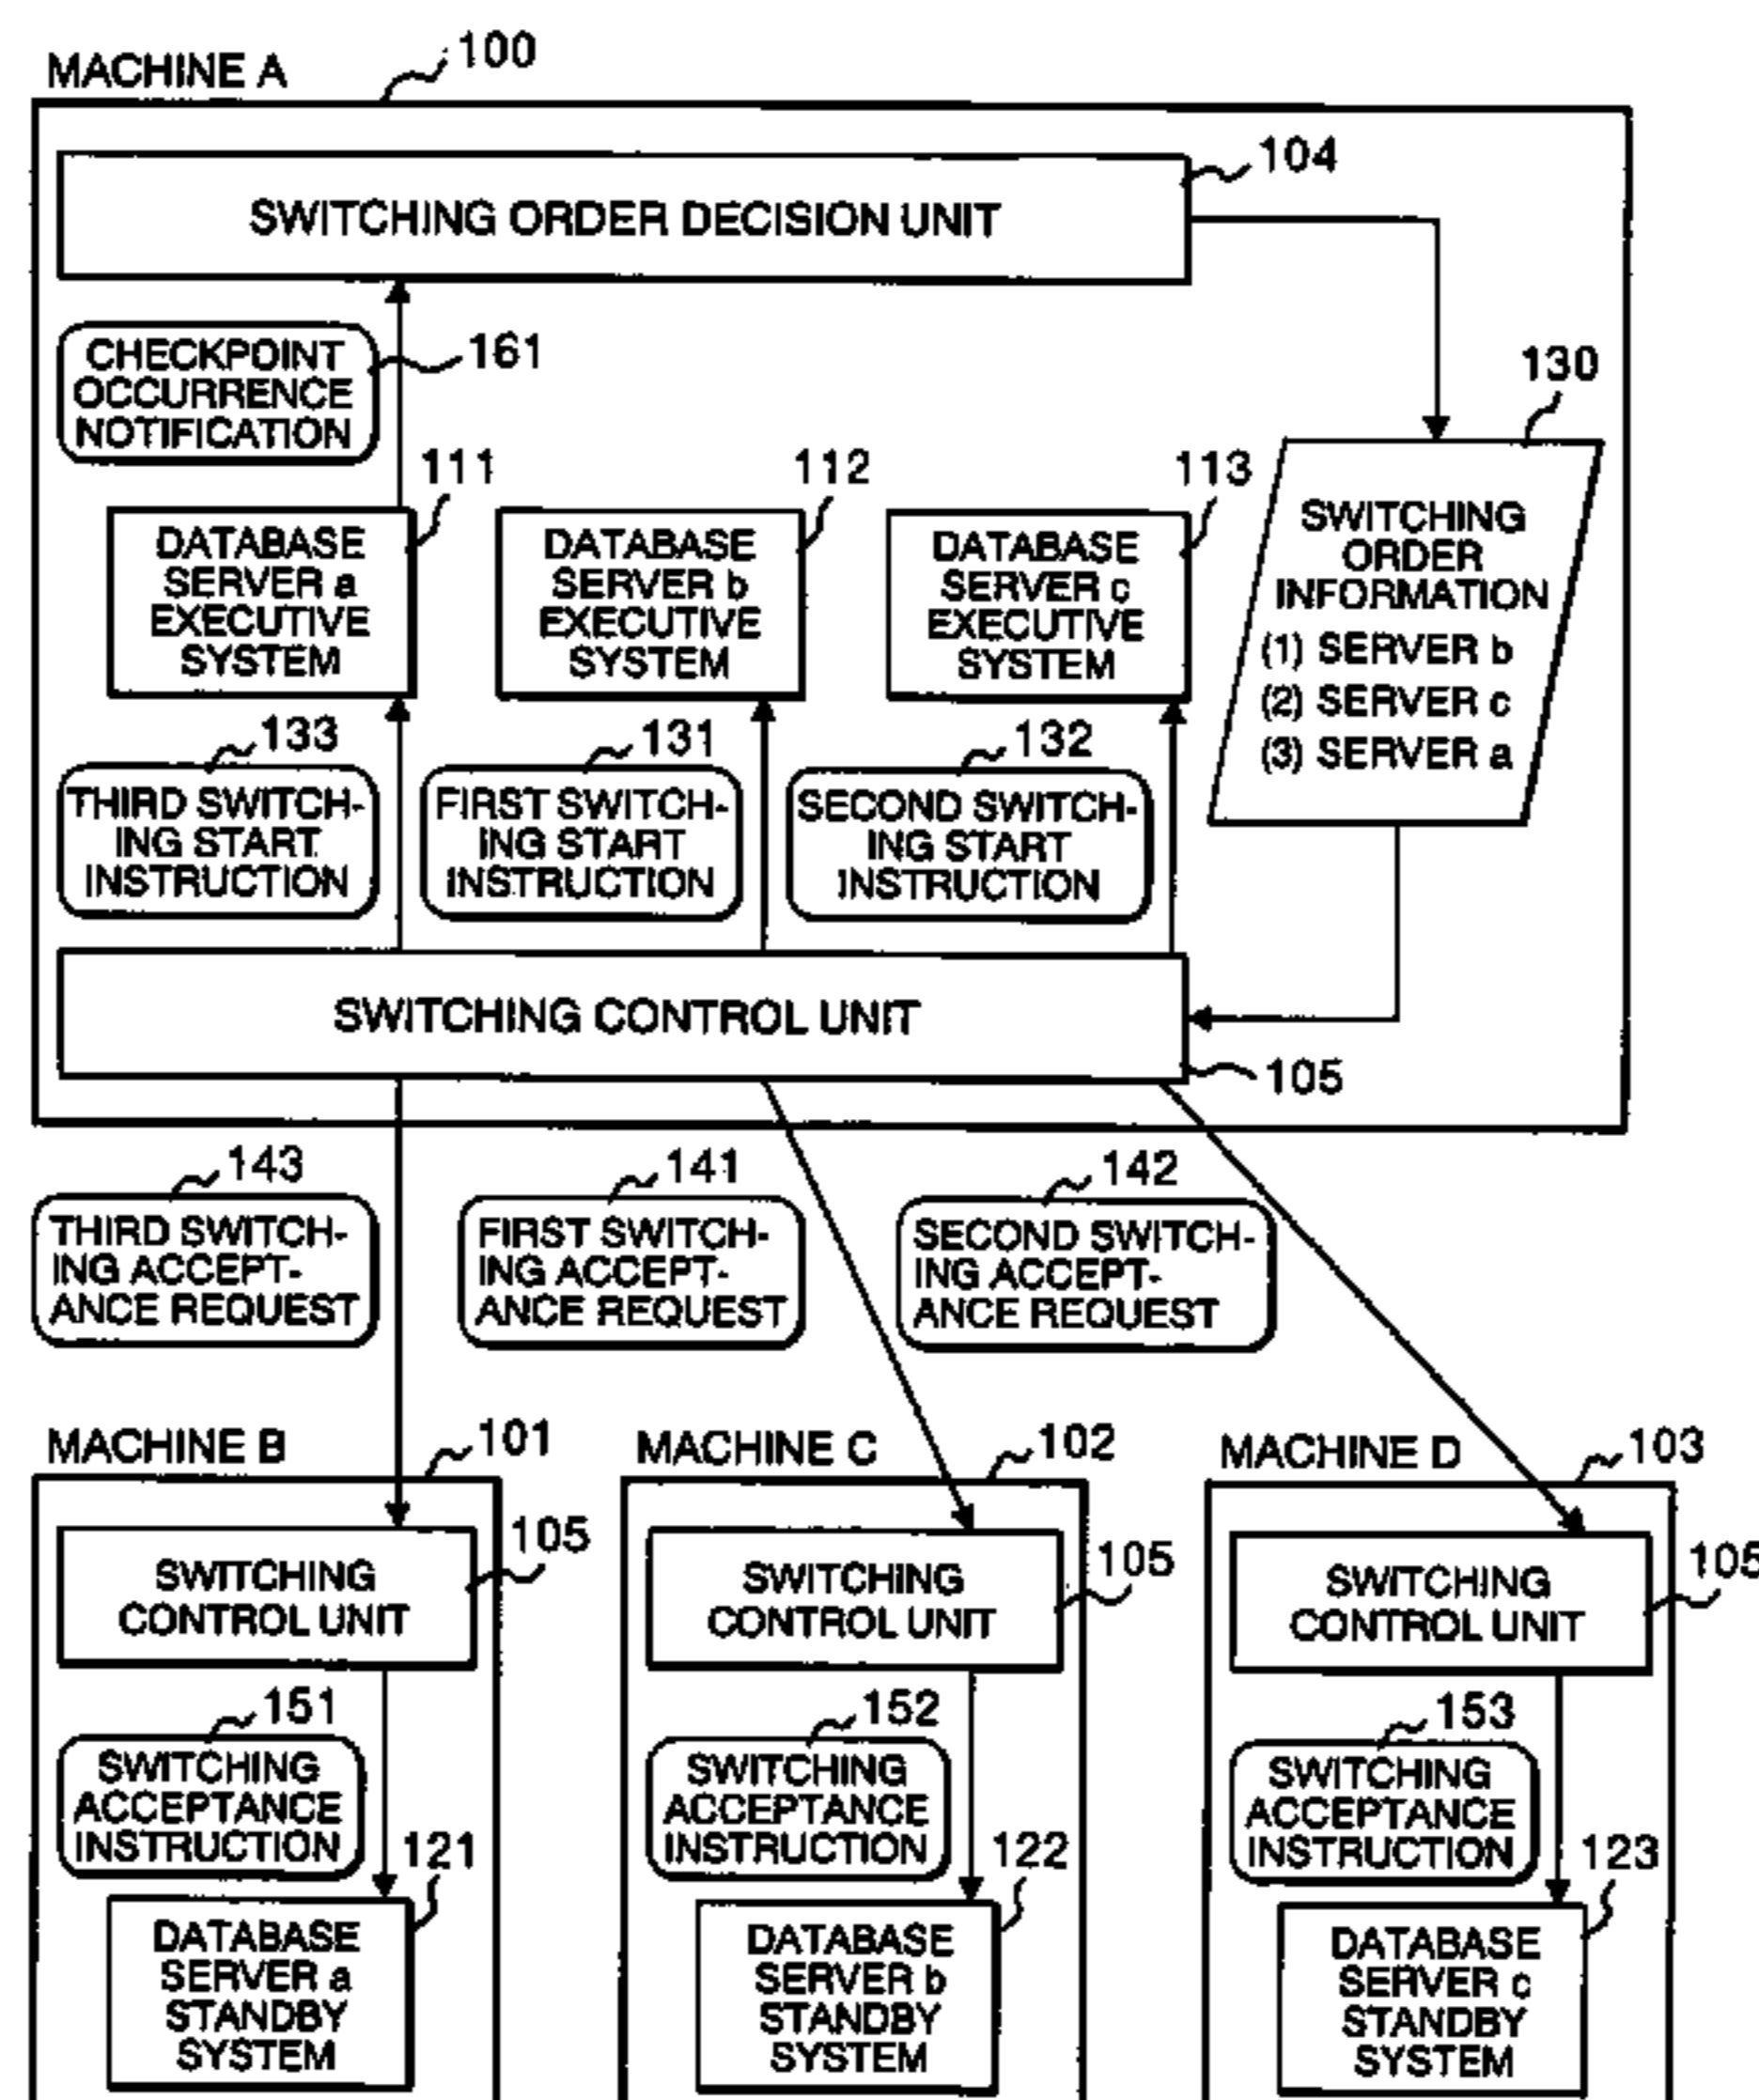 MACHINE A
100
104
SWITCHING ORDER DECISION UNIT
CHECKPOINT
OCCURRENCE
NOTIFICATION
161
130
111
112
113
DATABASE
SERVER a
EXECUTIVE
SYSTEM
DATABASE
SERVER b
EXECUTIVE
SYSTEM
DATABASE
SERVER c
EXECUTIVE
SYSTEM
SWITCHING
ORDER
INFORMATION
(1) SERVER b
(2) SERVER c
(3) SERVER a
133
131
132
THIRD SWITCH-
ING START
INSTRUCTION
FIRST SWITCH-
ING START
INSTRUCTION
SECOND SWITCH-
ING START
INSTRUCTION
SWITCHING CONTROL UNIT
105
143
141
142
THIRD SWITCH-
ING ACCEPT-
ANCE REQUEST
FIRST SWITCH-
ING ACCEPT-
ANCE REQUEST
SECOND SWITCH-
ING ACCEPT-
ANCE REQUEST
MACHINE B
101
MACHINE C
102
MACHINE D
103
SWITCHING
CONTROL UNIT
105
SWITCHING
CONTROL UNIT
105
SWITCHING
CONTROL UNIT
105
151
152
153
SWITCHING
ACCEPTANCE
INSTRUCTION
SWITCHING
ACCEPTANCE
INSTRUCTION
SWITCHING
ACCEPTANCE
INSTRUCTION
121
122
123
DATABASE
SERVER a
STANDBY
SYSTEM
DATABASE
SERVER b
STANDBY
SYSTEM
DATABASE
SERVER c
STANDBY
SYSTEM